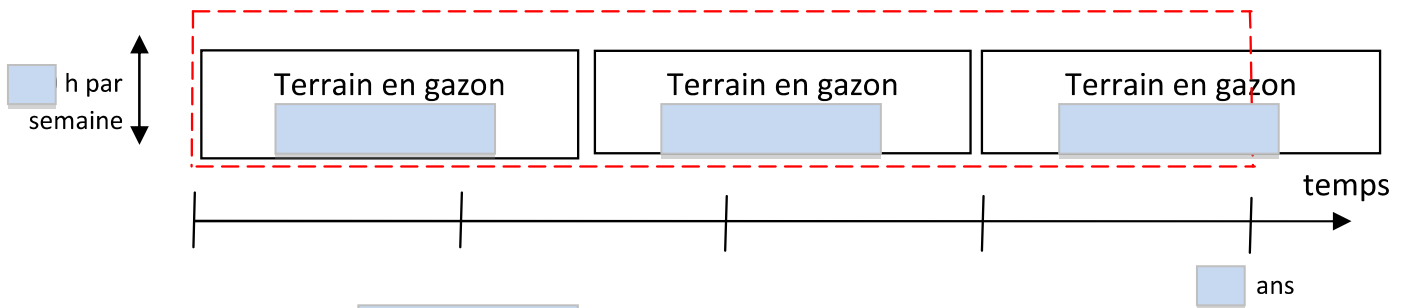 Terrain en gazon
Terrain en gazon
Terrain en gazon
h par
semaine
temps
ans